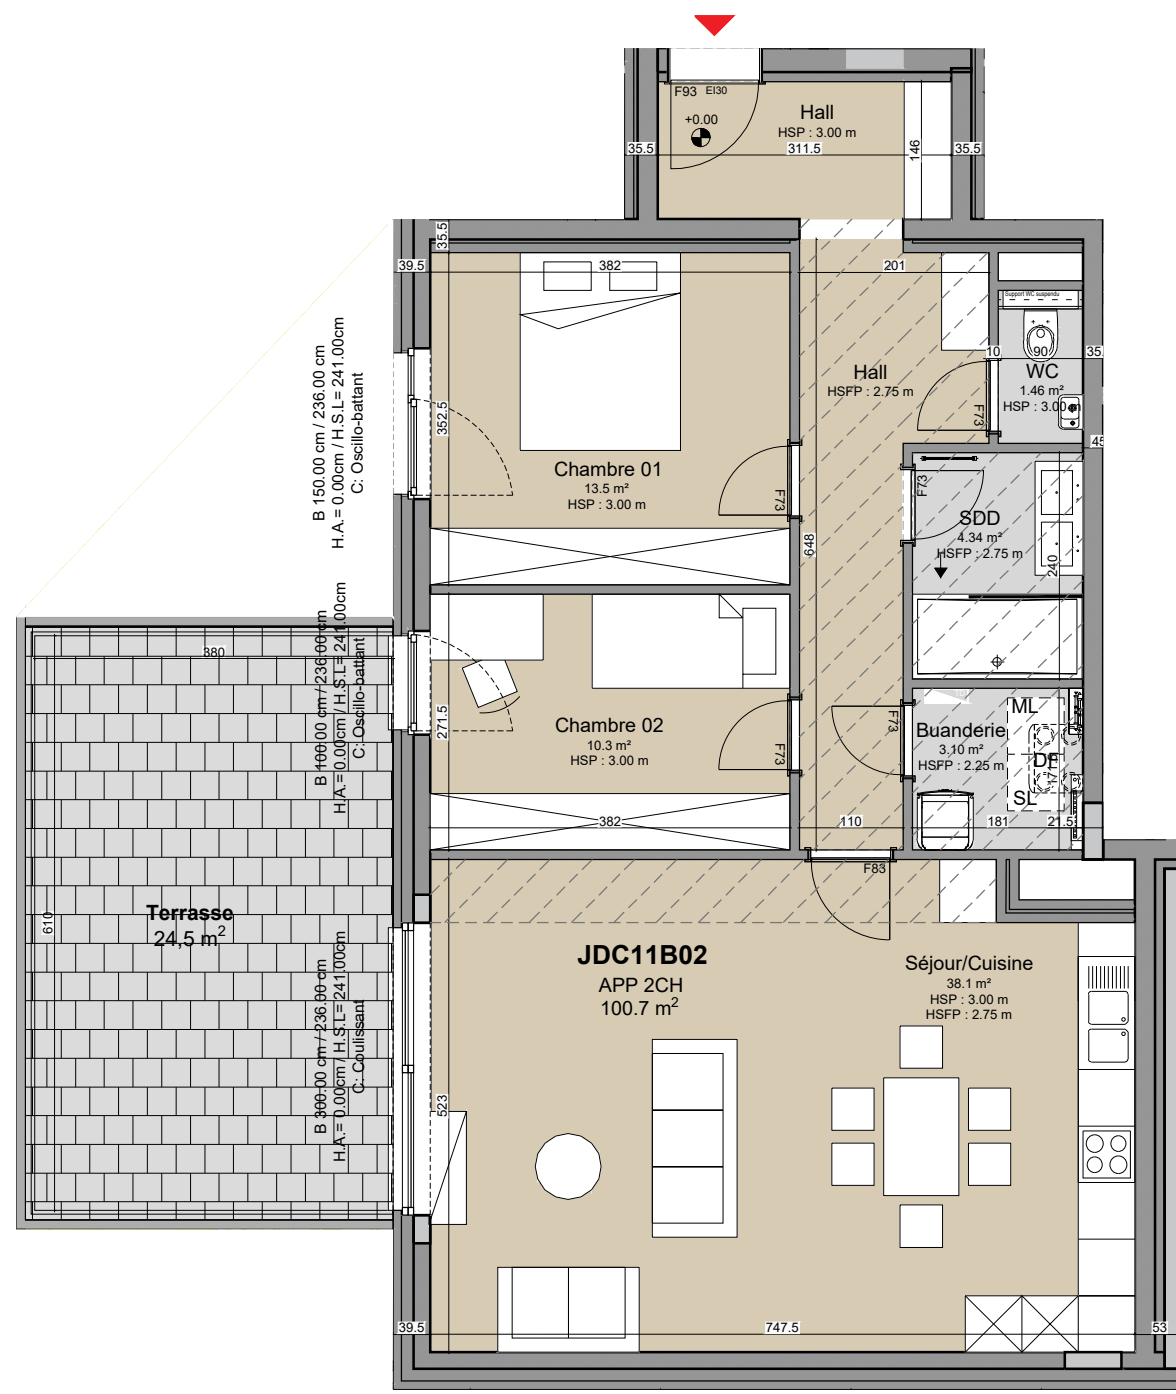 F93 EI30
+0.00
Hall
HSP : 3.00 m
35.5
311.5
146
35.5
35.5
39.5
382
201
Support WC suspendu
10
90
35.
WC
1.46 m²
HSP : 3.00 m
F73
45
B 150.00 cm / 236.00 cm
H.A.= 0.00cm / H.S.L= 241.00cm
C: Oscillo-battant
352.5
Hall
HSFP : 2.75 m
Chambre 01
13.5 m²
HSP : 3.00 m
F73
648
F73
SDD
4.34 m²
HSFP : 2.75 m
240
B 100.00 cm / 236.00 cm
H.A.= 0.00cm / H.S.L= 241.00cm
C: Oscillo-battant
380
271.5
Chambre 02
10.3 m²
HSP : 3.00 m
F73
F73
Buanderie
3.10 m²
HSFP : 2.25 m
ML
DF
171
SL
382
110
181
21.5
F83
Terrasse
24,5 m²
610
B 300.00 cm / 236.00 cm
H.A.= 0.00cm / H.S.L= 241.00cm
C: Coulissant
523
JDC11B02
APP 2CH
100.7 m²
Séjour/Cuisine
38.1 m²
HSP : 3.00 m
HSFP : 2.75 m
39.5
747.5
53